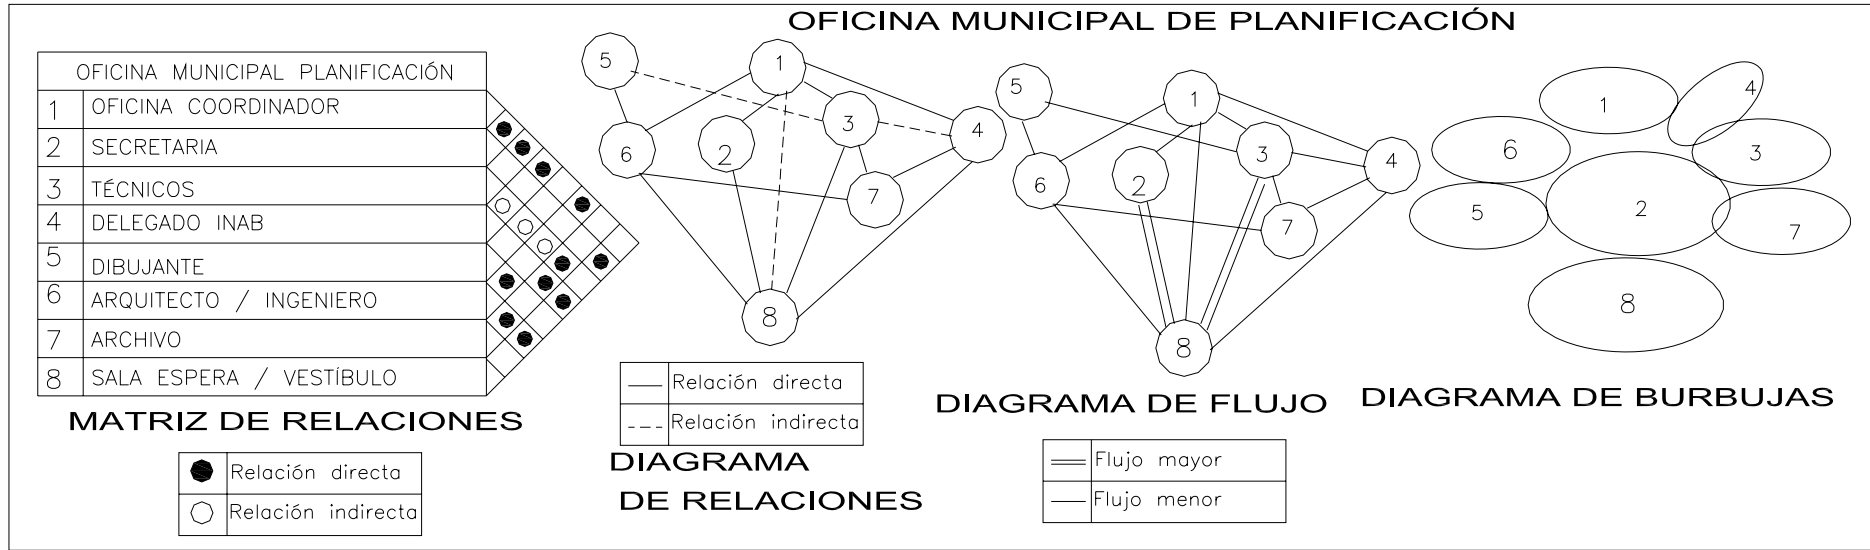 OFICINA MUNICIPAL DE PLANIFICACIÓN
OFICINA MUNICIPAL PLANIFICACIÓN
1 OFICINA COORDINADOR
2 SECRETARIA
3 TÉCNICOS
4 DELEGADO INAB
5 DIBUJANTE
6 ARQUITECTO / INGENIERO
7 ARCHIVO
8 SALA ESPERA / VESTÍBULO
MATRIZ DE RELACIONES
Relación directa
Relación indirecta
5
1
3
4
6
2
7
8
Relación directa
Relación indirecta
DIAGRAMA
DE RELACIONES
5
1
3
4
6
2
7
8
DIAGRAMA DE FLUJO
Flujo mayor
Flujo menor
1
4
6
3
5
2
7
8
DIAGRAMA DE BURBUJAS